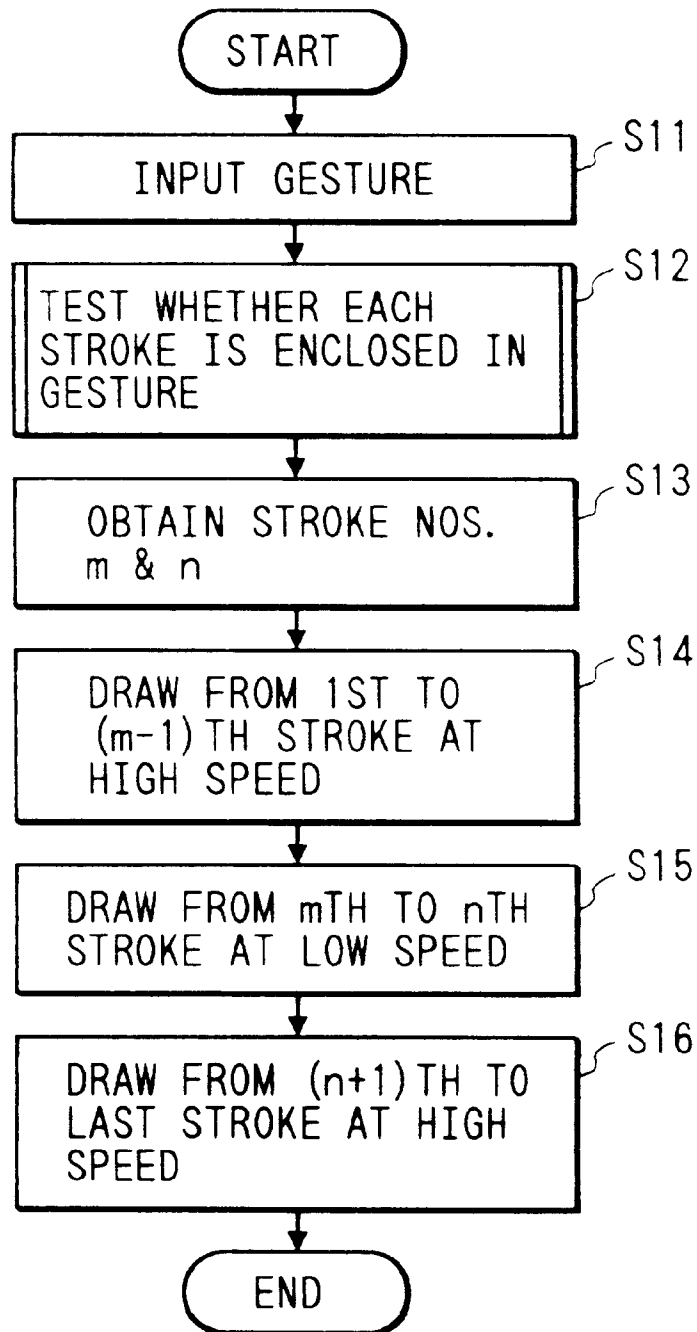 START
S11
INPUT GESTURE
S12
TEST WHETHER EACH
STROKE IS ENCLOSED IN
GESTURE
S13
OBTAIN STROKE NOS.
m & n
S14
DRAW FROM 1ST TO
(m-1)TH STROKE AT
HIGH SPEED
S15
DRAW FROM mTH TO nTH
STROKE AT LOW SPEED
S16
DRAW FROM (n+1)TH TO
LAST STROKE AT HIGH
SPEED
END